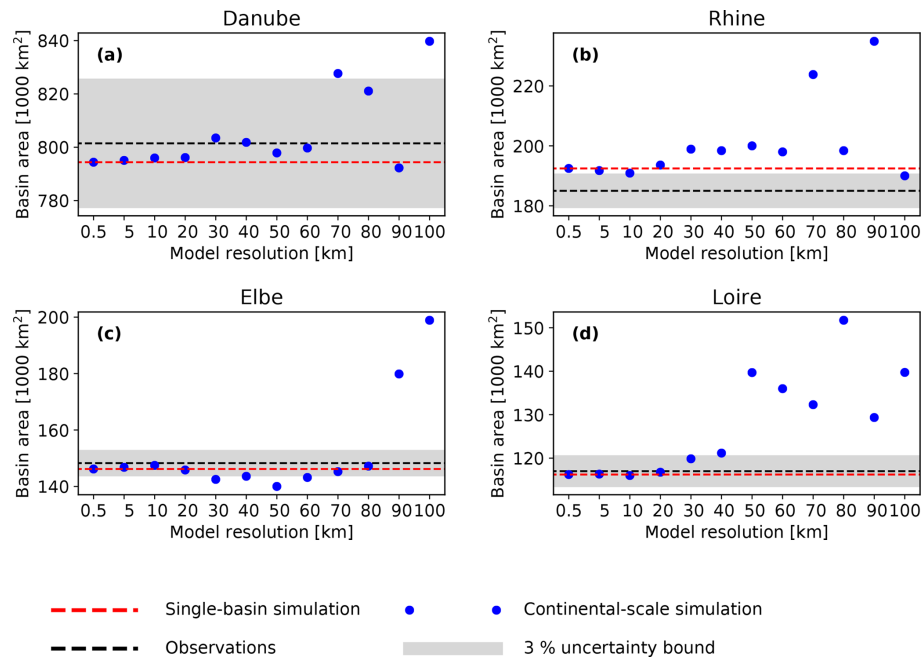 Danube
(a)
Basin area [1000 km²]
840
820
800
780
0.5 5 10 20 30 40 50 60 70 80 90 100
Model resolution [km]
Rhine
(b)
Basin area [1000 km²]
220
200
180
0.5 5 10 20 30 40 50 60 70 80 90 100
Model resolution [km]
Elbe
(c)
Basin area [1000 km²]
200
180
160
140
0.5 5 10 20 30 40 50 60 70 80 90 100
Model resolution [km]
Loire
(d)
Basin area [1000 km²]
150
140
130
120
0.5 5 10 20 30 40 50 60 70 80 90 100
Model resolution [km]
Single-basin simulation
Continental-scale simulation
Observations
3 % uncertainty bound